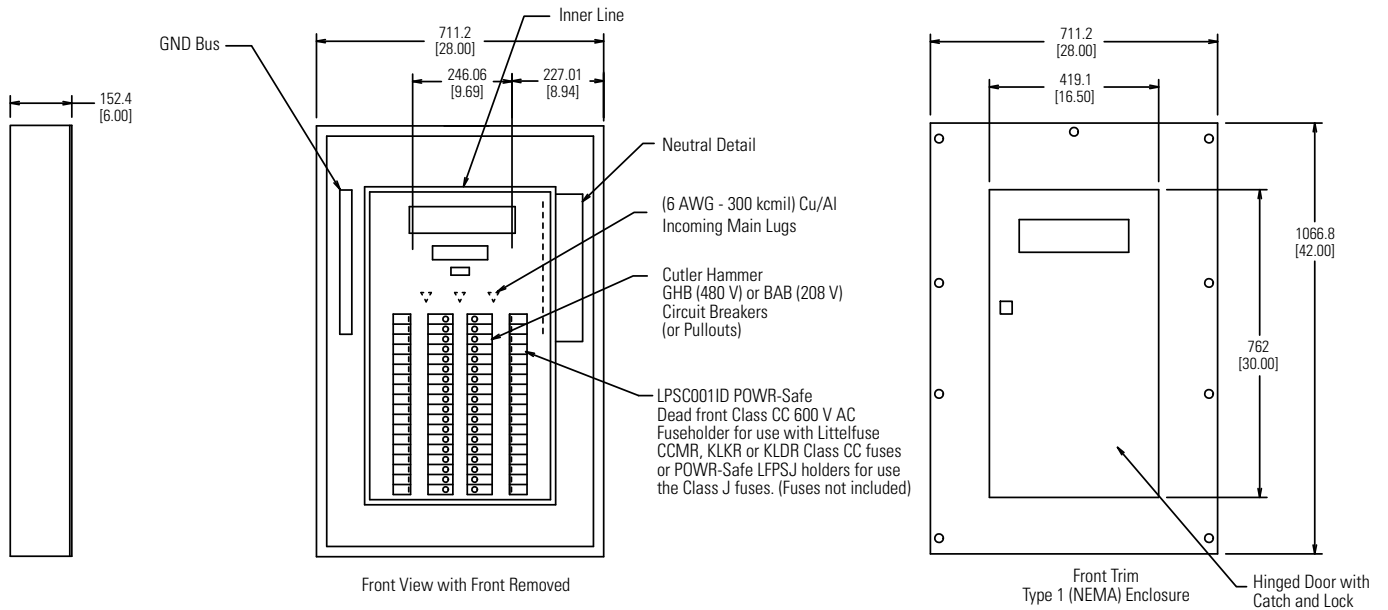 152.4
[6.00]
GND Bus
Inner Line
711.2
[28.00]
246.06
[9.69]
227.01
[8.94]
Neutral Detail
(6 AWG - 300 kcmil) Cu/Al
Incoming Main Lugs
Cutler Hammer
GHB (480 V) or BAB (208 V)
Circuit Breakers
(or Pullouts)
LPSC001ID POWR-Safe
Dead front Class CC 600 V AC
Fuseholder for use with Littelfuse
CCMR, KLKR or KLDR Class CC fuses
or POWR-Safe LFPSJ holders for use
the Class J fuses. (Fuses not included)
Front View with Front Removed
711.2
[28.00]
419.1
[16.50]
1066.8
[42.00]
762
[30.00]
Front Trim
Type 1 (NEMA) Enclosure
Hinged Door with
Catch and Lock